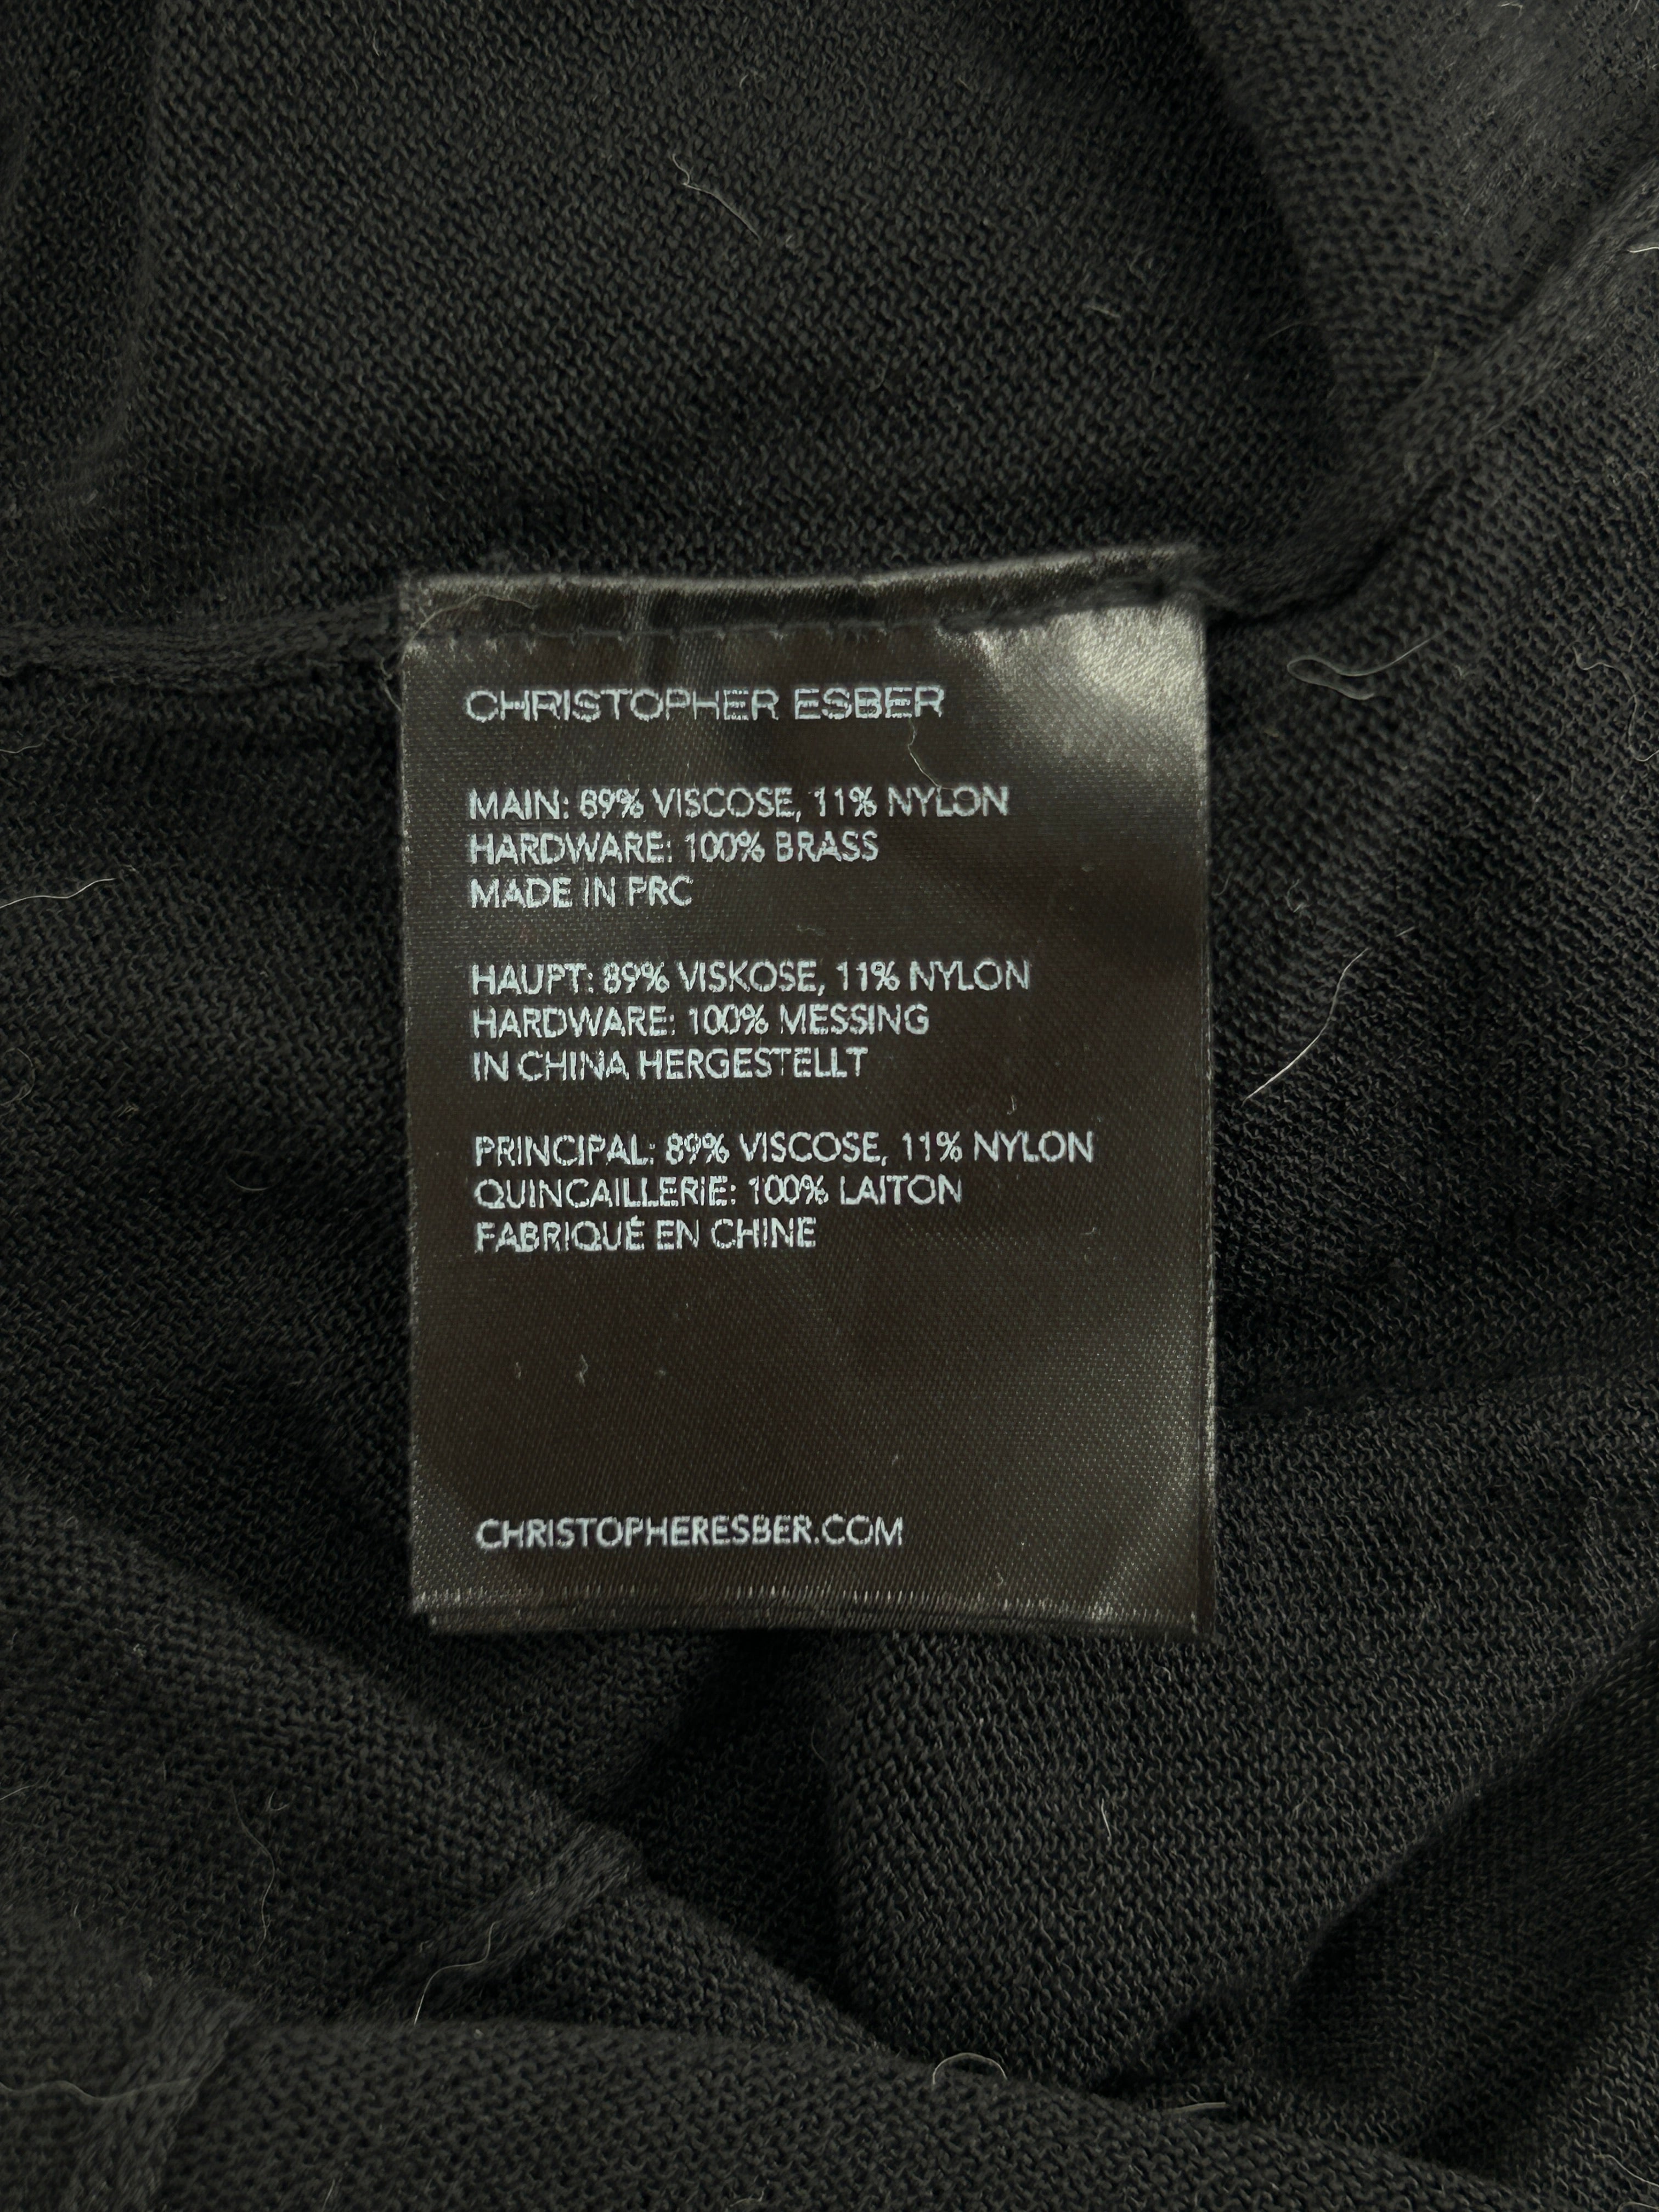 CHRISTOPHER ESBER
MAIN: 89% VISCOSE, 11% NYLON
HARDWARE: 100% BRASS
MADE IN PRC
HAUPT: 89% VISKOSE, 11% NYLON
HARDWARE: 100% MESSING
IN CHINA HERGESTELLT
PRINCIPAL: 89% VISCOSE, 11% NYLON
QUINCAILLERIE: 100% LAITON
FABRIQUÉ EN CHINE
CHRISTOPHERESBER.COM